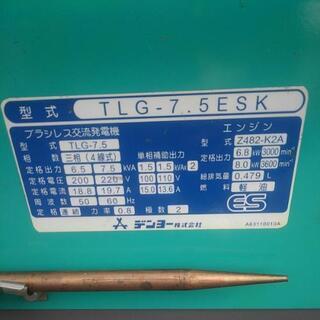 型式 TLG-7.5ESK
ブラシレス交流発電機 エンジン
型式 TLG-7.5 型式 Z482-K2A
相数 三相(4線式) 単相補助出力 定格出力 6.8 kW 3000 min⁻¹
定格出力 6.5 7.5 kVA 1.5 1.5 kVA 2 8.0 kW 3600 min⁻¹
定格電圧 200 220 V 100 110 V 総排気量 0.479 L
定格電流 18.8 19.7 A 15.0 13.6 A 燃料 軽油
周波数 50 60 Hz
定格 連続 力率 0.8 極数 2 ES
デンヨー株式会社